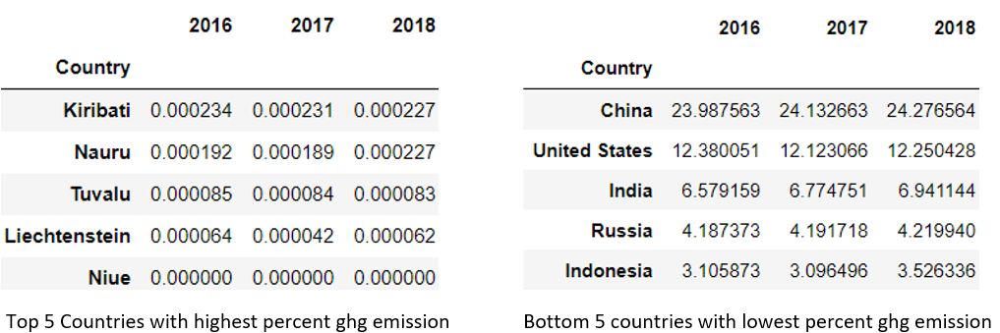 2016 2017 2018
Country
Kiribati 0.000234 0.000231 0.000227
Nauru 0.000192 0.000189 0.000227
Tuvalu 0.000085 0.000084 0.000083
Liechtenstein 0.000064 0.000042 0.000062
Niue 0.000000 0.000000 0.000000
Top 5 Countries with highest percent ghg emission
2016 2017 2018
Country
China 23.987563 24.132663 24.276564
United States 12.380051 12.123066 12.250428
India 6.579159 6.774751 6.941144
Russia 4.187373 4.191718 4.219940
Indonesia 3.105873 3.096496 3.526336
Bottom 5 countries with lowest percent ghg emission